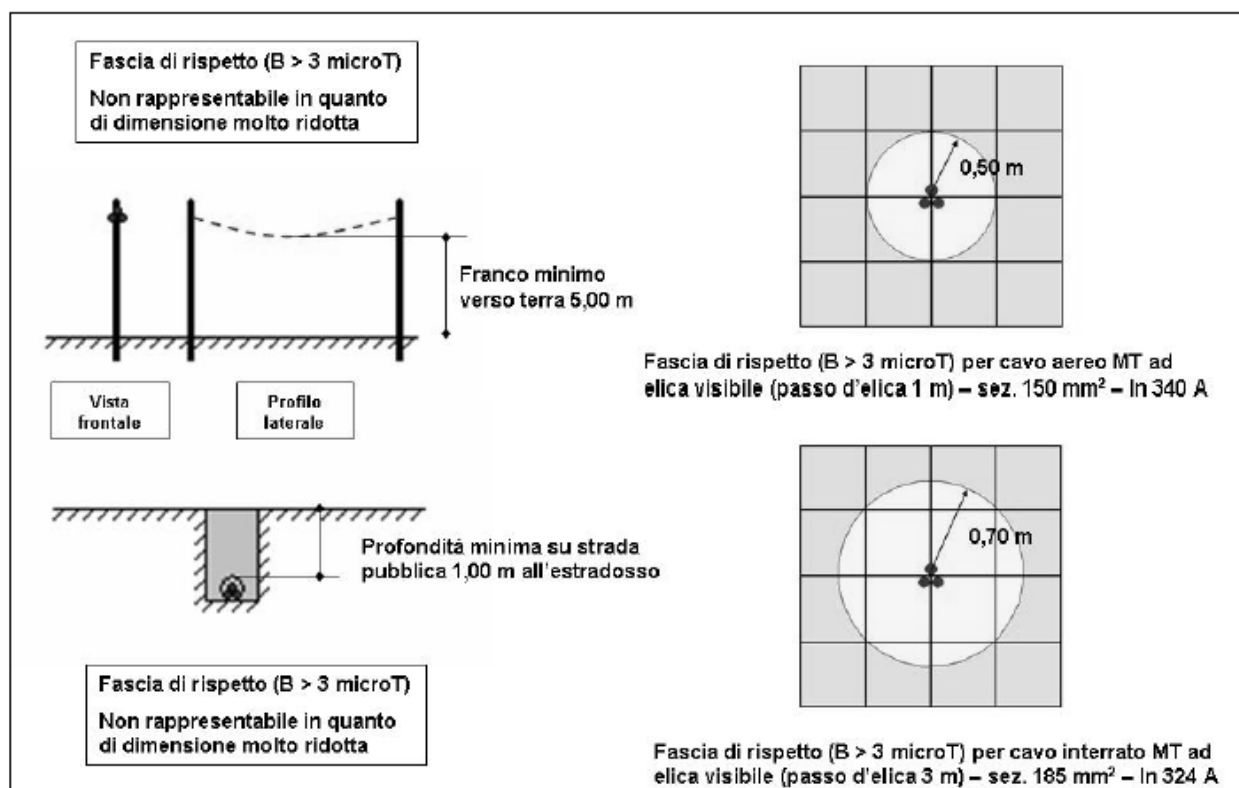 Fascia di rispetto (B > 3 microT)
Non rappresentabile in quanto
di dimensione molto ridotta
Franco minimo
verso terra 5,00 m
Vista
frontale
Profilo
laterale
Profondità minima su strada
pubblica 1,00 m all'estradosso
Fascia di rispetto (B > 3 microT)
Non rappresentabile in quanto
di dimensione molto ridotta
0,50 m
Fascia di rispetto (B > 3 microT) per cavo aereo MT ad
elica visibile (passo d'elica 1 m) – sez. 150 mm² – In 340 A
0,70 m
Fascia di rispetto (B > 3 microT) per cavo interrato MT ad
elica visibile (passo d'elica 3 m) – sez. 185 mm² – In 324 A